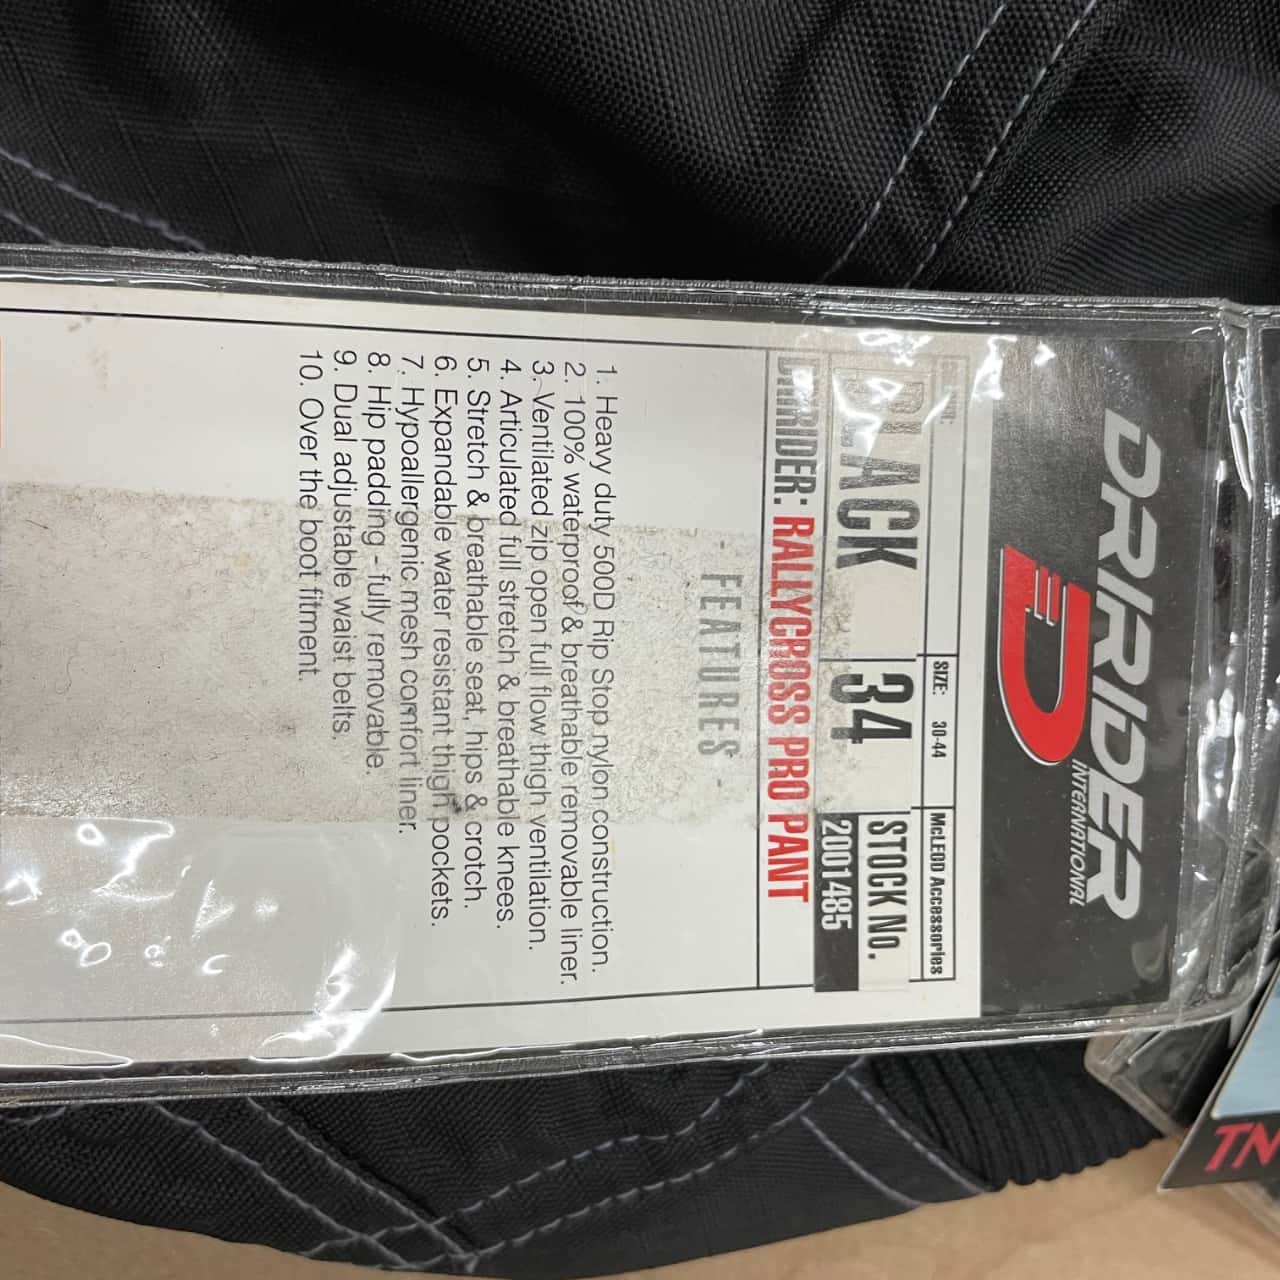 DRIRIDER
INTERNATIONAL
SIZE: 30-44
McLEOD Accessories
BLACK
34
STOCK No.
2001485
DRIRIDER: RALLYCROSS PRO PANT
- FEATURES -
1. Heavy duty 500D Rip Stop nylon construction.
2. 100% waterproof & breathable removable liner.
3. Ventilated zip open full flow thigh ventilation.
4. Articulated full stretch & breathable knees.
5. Stretch & breathable seat, hips & crotch.
6. Expandable water resistant thigh pockets.
7. Hypoallergenic mesh comfort liner.
8. Hip padding - fully removable.
9. Dual adjustable waist belts.
10. Over the boot fitment.
TN